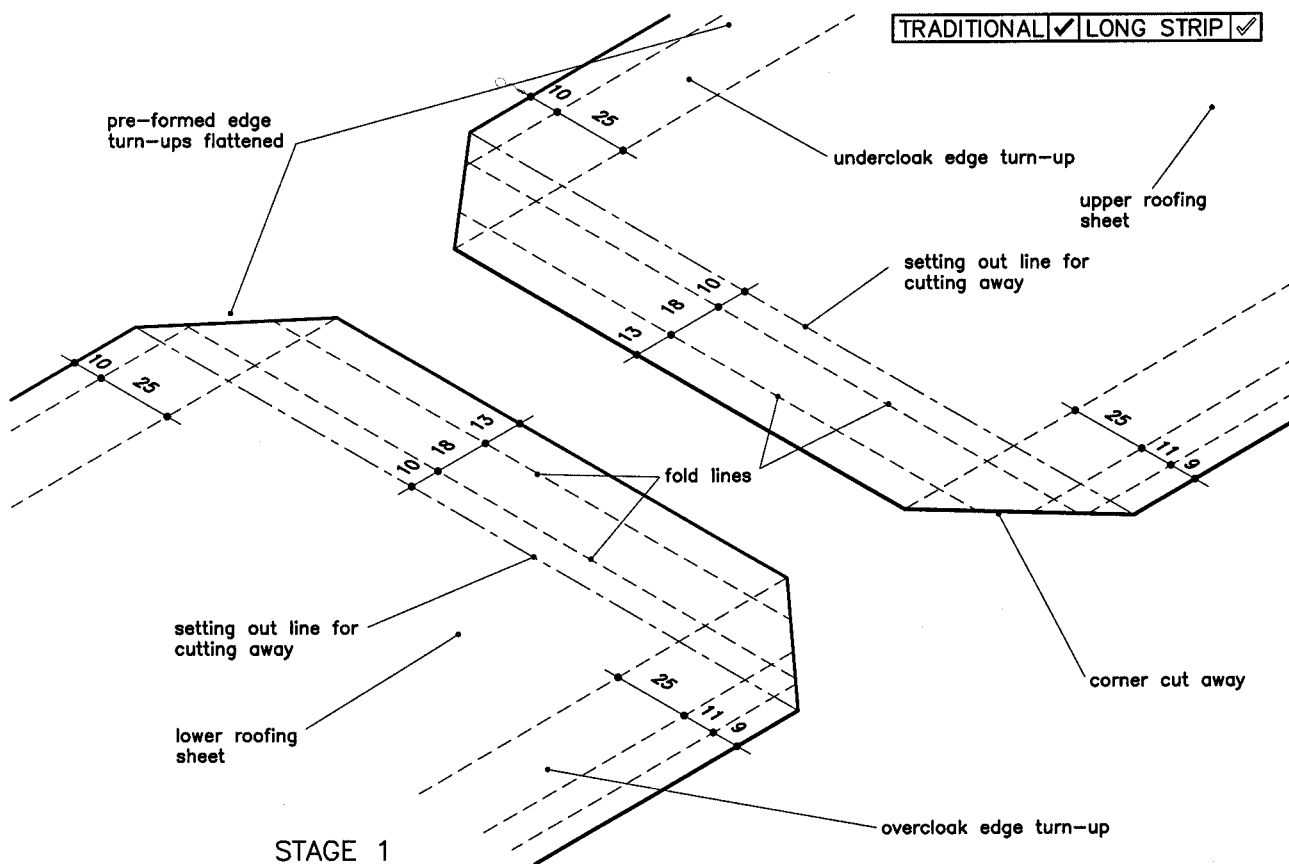 TRADITIONAL ✓ LONG STRIP ✓
10
25
pre-formed edge
turn-ups flattened
undercloak edge turn-up
upper roofing
sheet
setting out line for
cutting away
10
18
13
10
25
25
11
9
13
18
10
fold lines
setting out line for
cutting away
corner cut away
25
11
9
lower roofing
sheet
overcloak edge turn-up
STAGE 1